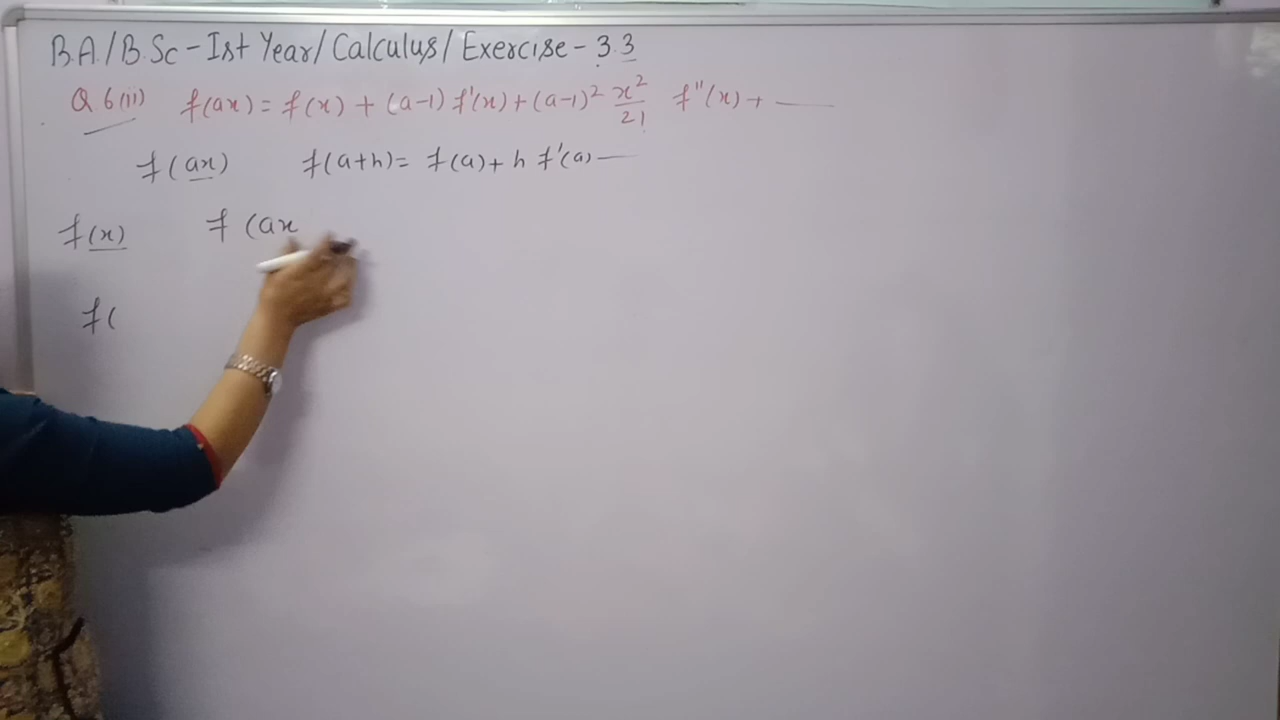 B.A./B.Sc - Ist Year/Calculus/Exercise - 3.3
Q 6(ii) f(ax) = f(x) + (a-1) f'(x) + (a-1)² x²/2! f''(x) + ——
f(ax) f(a+h) = f(a) + h f'(a) —
f(x) f (ax
f(